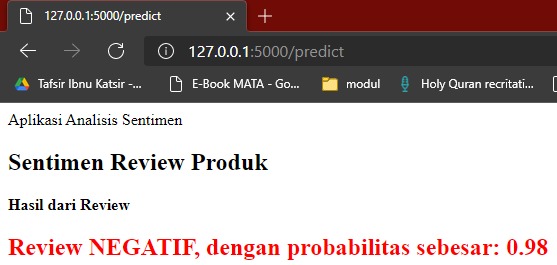 127.0.0.1:5000/predict
127.0.0.1:5000/predict
Tafsir Ibnu Katsir -... E-Book MATA - Go... modul Holy Quran recritati...
Aplikasi Analisis Sentimen
Sentimen Review Produk
Hasil dari Review
Review NEGATIF, dengan probabilitas sebesar: 0.98